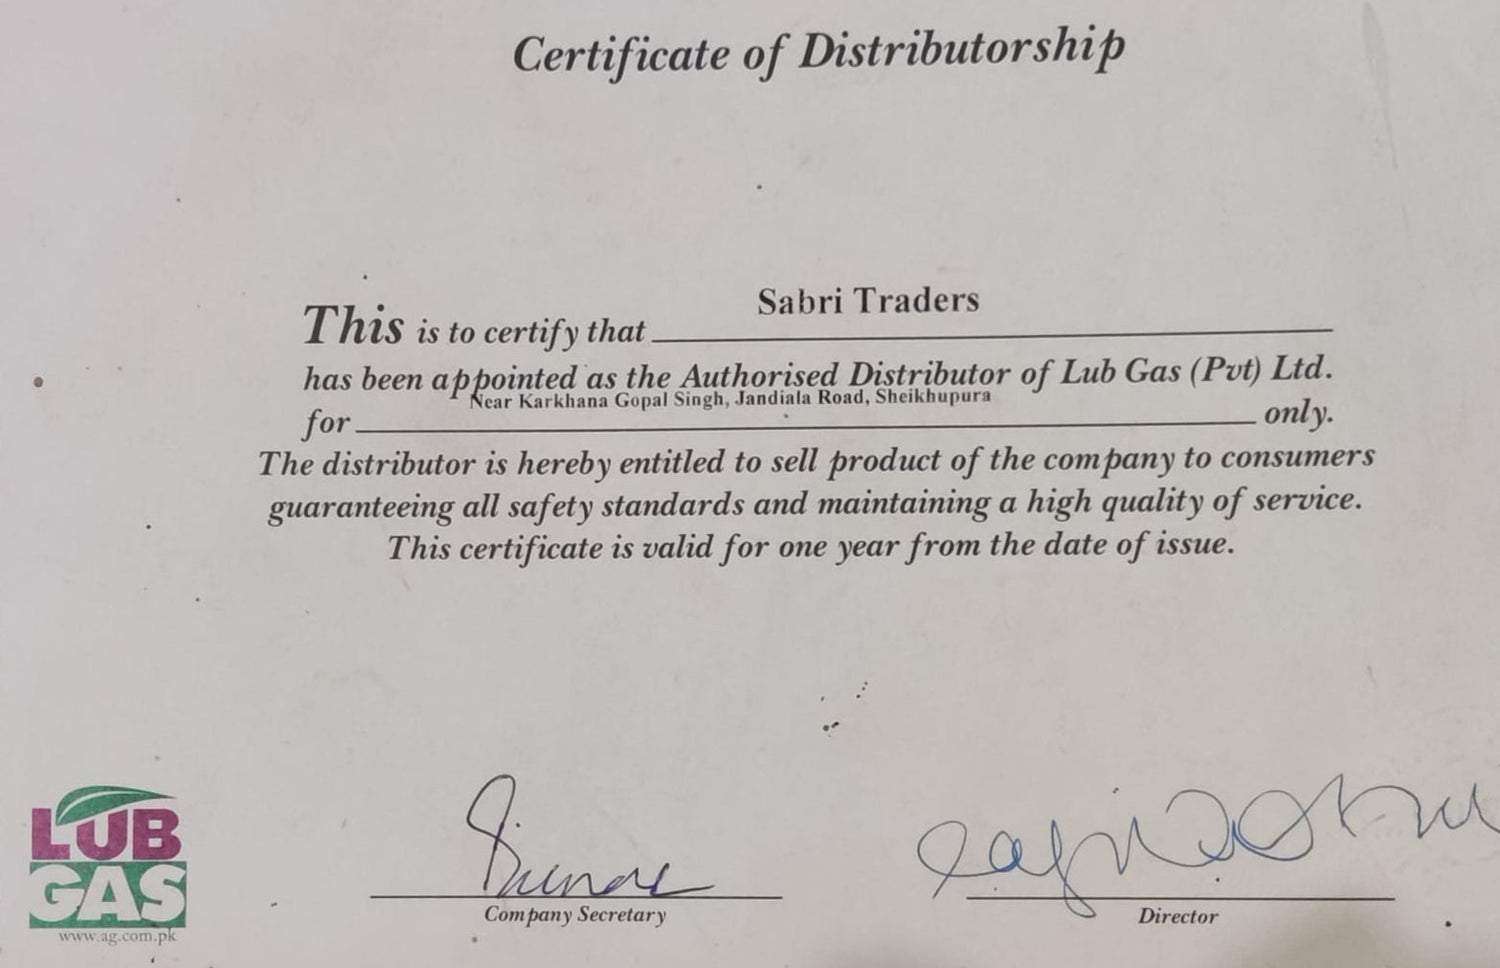 Certificate of Distributorship
Sabri Traders
This is to certify that
has been appointed as the Authorised Distributor of Lub Gas (Pvt) Ltd.
Near Karkhana Gopal Singh, Jandiala Road, Sheikhupura
for only.
The distributor is hereby entitled to sell product of the company to consumers
guaranteeing all safety standards and maintaining a high quality of service.
This certificate is valid for one year from the date of issue.
LUB
GAS
www.ag.com.pk
Company Secretary
Director